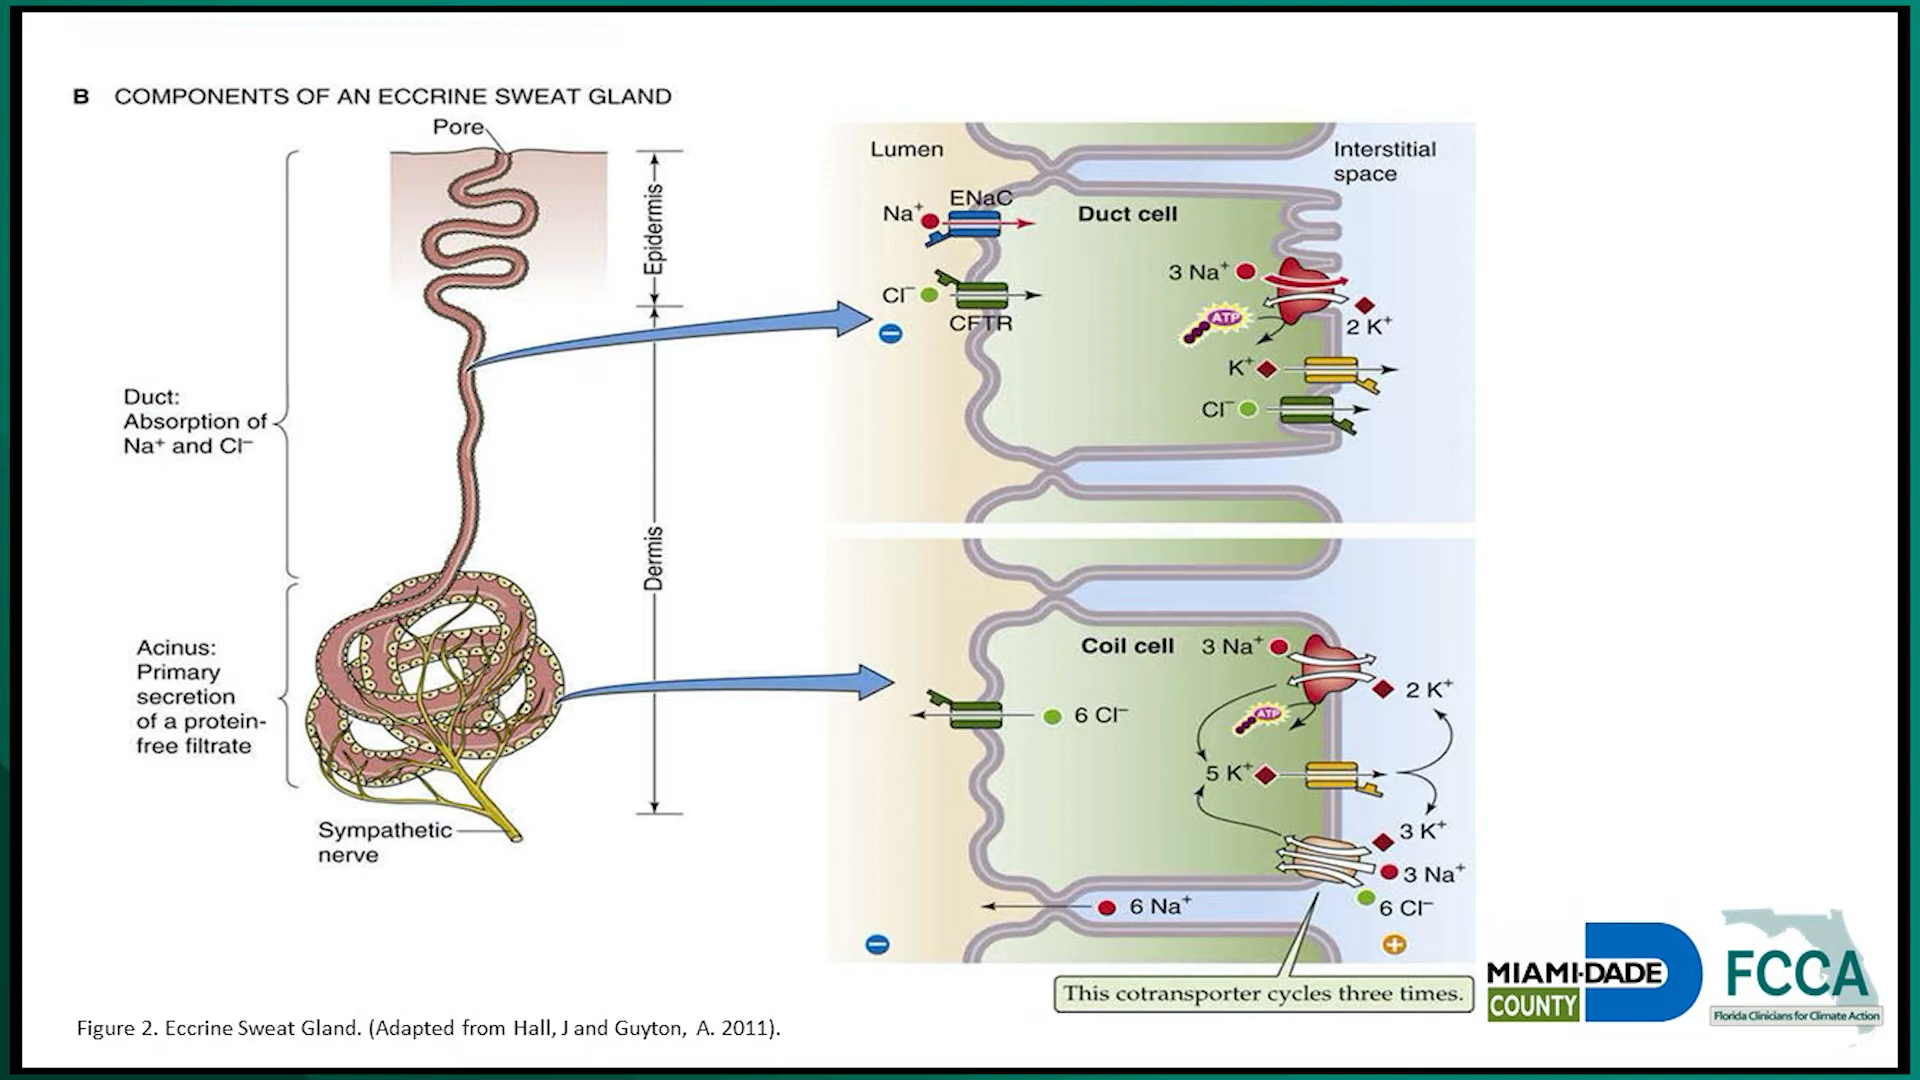 B COMPONENTS OF AN ECCRINE SWEAT GLAND
Pore
Epidermis
Dermis
Duct:
Absorption of
Na⁺ and Cl⁻
Acinus:
Primary
secretion
of a protein-
free filtrate
Sympathetic
nerve
Lumen
Interstitial
space
Na⁺
ENaC
Duct cell
Cl⁻
CFTR
3 Na⁺
ATP
2 K⁺
K⁺
Cl⁻
Coil cell
3 Na⁺
2 K⁺
ATP
6 Cl⁻
5 K⁺
3 K⁺
3 Na⁺
6 Cl⁻
6 Na⁺
This cotransporter cycles three times.
Figure 2. Eccrine Sweat Gland. (Adapted from Hall, J and Guyton, A. 2011).
MIAMI-DADE
COUNTY
FCCA
Florida Clinicians for Climate Action